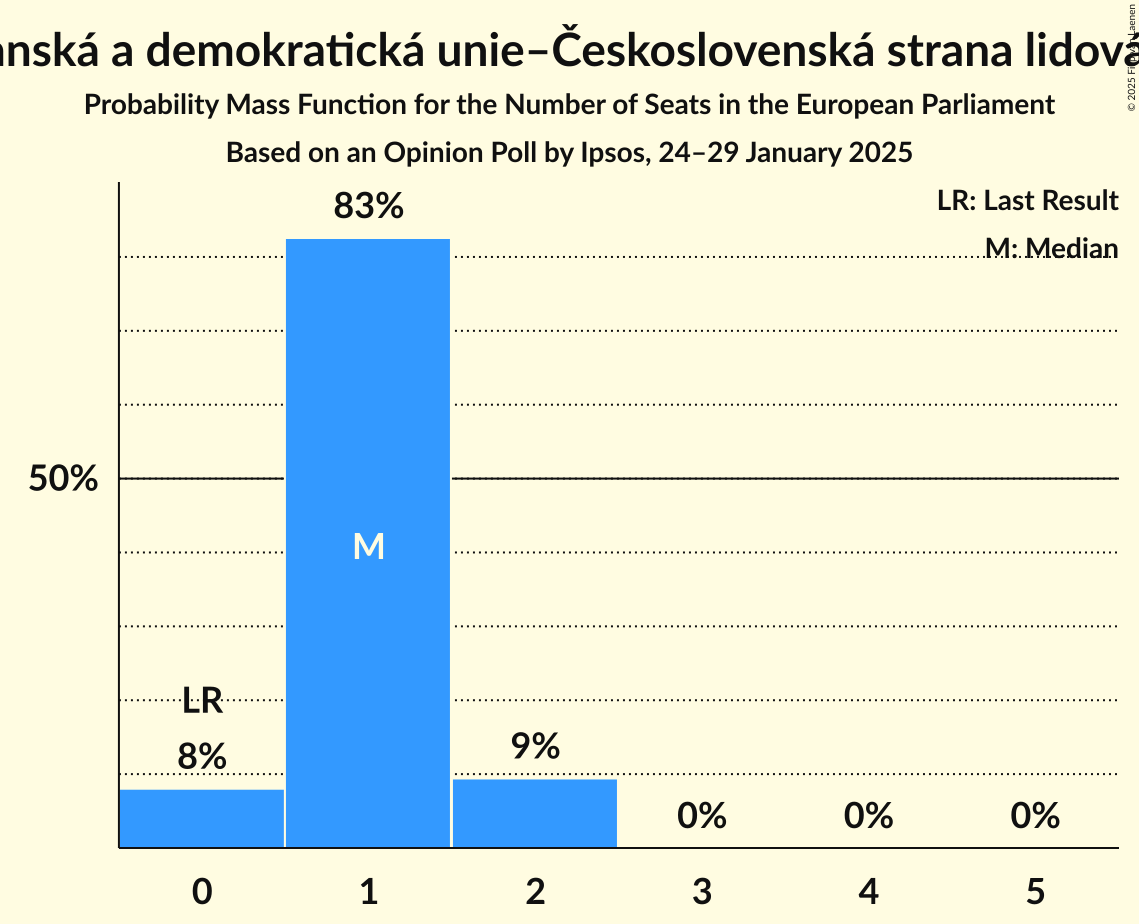 nská a demokratická unie–Československá strana lidov
Probability Mass Function for the Number of Seats in the European Parliament
Based on an Opinion Poll by Ipsos, 24–29 January 2025
LR: Last Result
M: Median
83%
50%
M
LR
8%
9%
0%
0%
0%
0
1
2
3
4
5
© 2025 Laenen